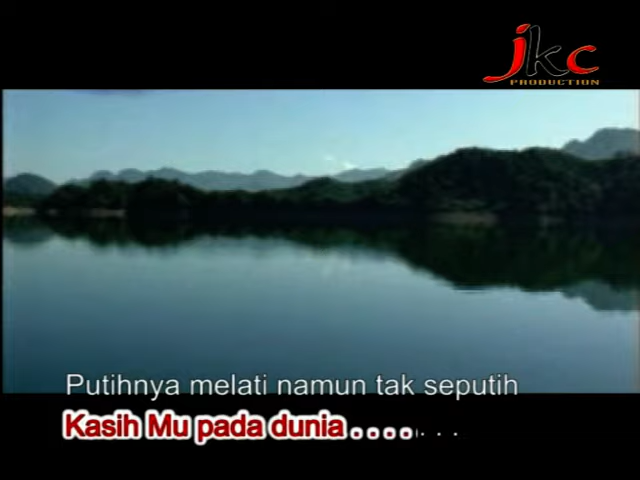 jkc
PRODUCTION
Putihnya melati namun tak seputih
Kasih Mu pada dunia . . . . . . .